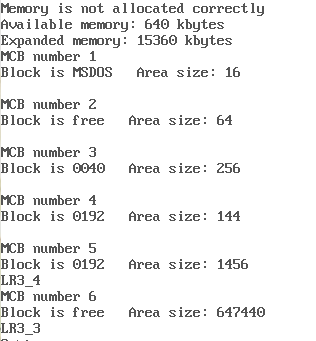 Memory is not allocated correctly
Available memory: 640 kbytes
Expanded memory: 15360 kbytes
MCB number 1
Block is MSDOS   Area size: 16
MCB number 2
Block is free   Area size: 64
MCB number 3
Block is 0040   Area size: 256
MCB number 4
Block is 0192   Area size: 144
MCB number 5
Block is 0192   Area size: 1456
LR3_4
MCB number 6
Block is free   Area size: 647440
LR3_3